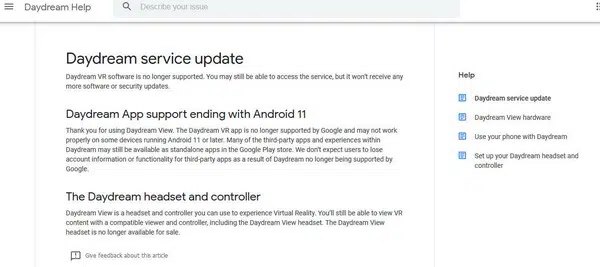 Daydream Help
Describe your issue
Daydream service update
Daydream VR software is no longer supported. You may still be able to access the service, but it won't receive any
more software or security updates.
Daydream App support ending with Android 11
Thank you for using Daydream View. The Daydream VR app is no longer supported by Google and may not work
properly on some devices running Android 11 or later. Many of the third-party apps and experiences within
Daydream may still be available as standalone apps in the Google Play store. We don't expect users to lose
account information or functionality for third-party apps as a result of Daydream no longer being supported by
Google.
The Daydream headset and controller
Daydream View is a headset and controller you can use to experience Virtual Reality. You'll still be able to view VR
content with a compatible viewer and controller, including the Daydream View headset. The Daydream View
headset is no longer available for sale.
Give feedback about this article
Help
Daydream service update
Daydream View hardware
Use your phone with Daydream
Set up your Daydream headset and
controller